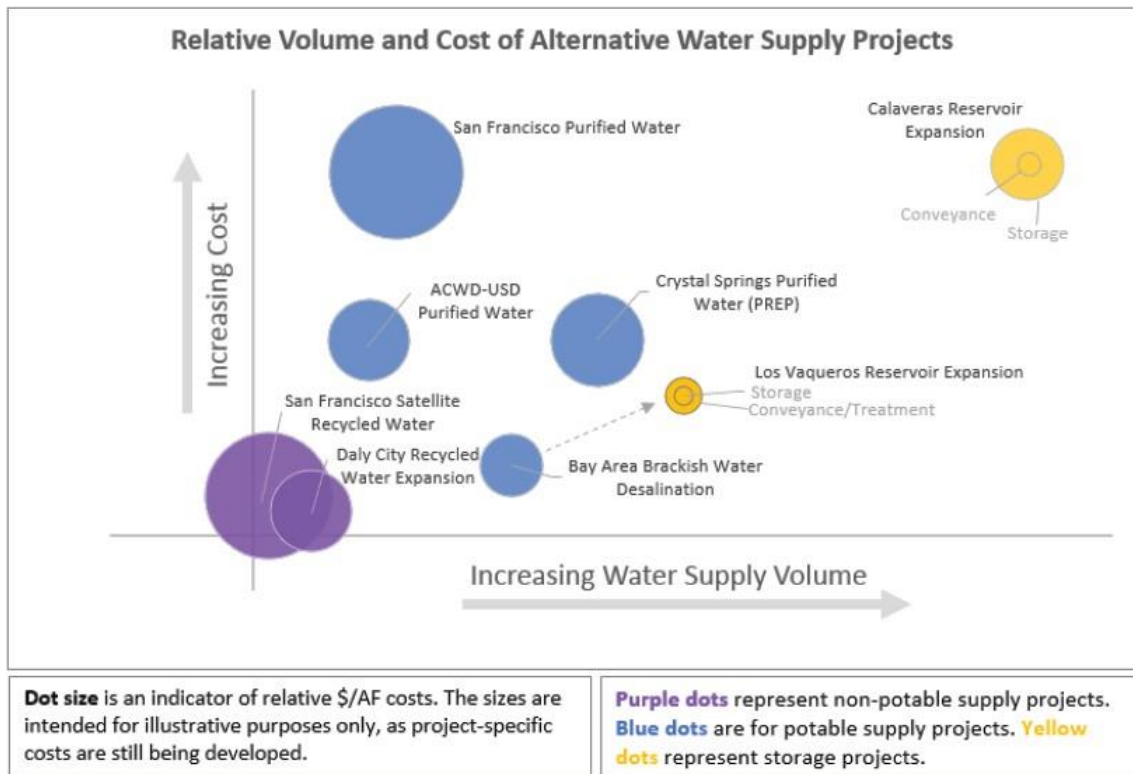 Relative Volume and Cost of Alternative Water Supply Projects
San Francisco Purified Water
Calaveras Reservoir
Expansion
Conveyance
Storage
Increasing Cost
ACWD-USD
Purified Water
Crystal Springs Purified
Water (PREP)
Los Vaqueros Reservoir Expansion
Storage
Conveyance/Treatment
San Francisco Satellite
Recycled Water
Daly City Recycled
Water Expansion
Bay Area Brackish Water
Desalination
Increasing Water Supply Volume
Dot size is an indicator of relative $/AF costs. The sizes are
intended for illustrative purposes only, as project-specific
costs are still being developed.
Purple dots represent non-potable supply projects.
Blue dots are for potable supply projects. Yellow
dots represent storage projects.